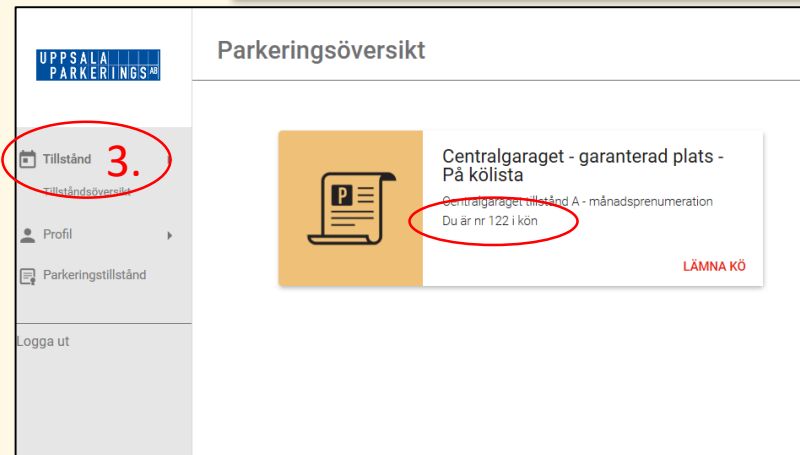 UPPSALA
PARKERINGS AB
Parkeringsöversikt
Tillstånd
3.
Tillståndsöversikt
Profil
Parkeringstillstånd
Logga ut
P
Centralgaraget - garanterad plats -
På kölista
Centralgaraget tillstånd A - månadsprenumeration
Du är nr 122 i kön
LÄMNA KÖ